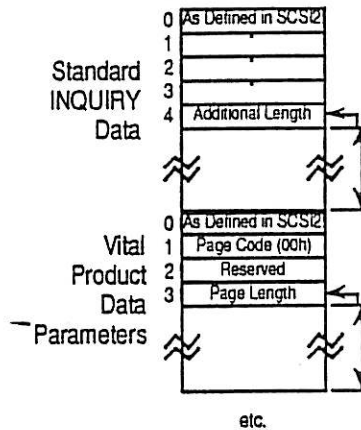 0 As Defined in SCSI2
1 "
2 "
3 "
4 Additional Length
Standard
INQUIRY
Data
0 As Defined in SCSI2
1 Page Code (00h)
2 Reserved
3 Page Length
Vital
Product
Data
Parameters
etc.